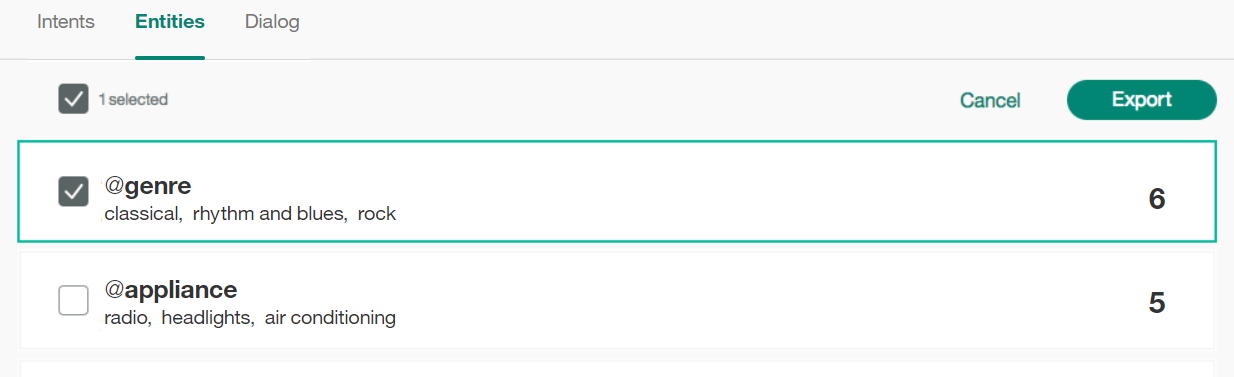 Intents Entities Dialog
1 selected Cancel Export
@genre
classical, rhythm and blues, rock
6
@appliance
radio, headlights, air conditioning
5